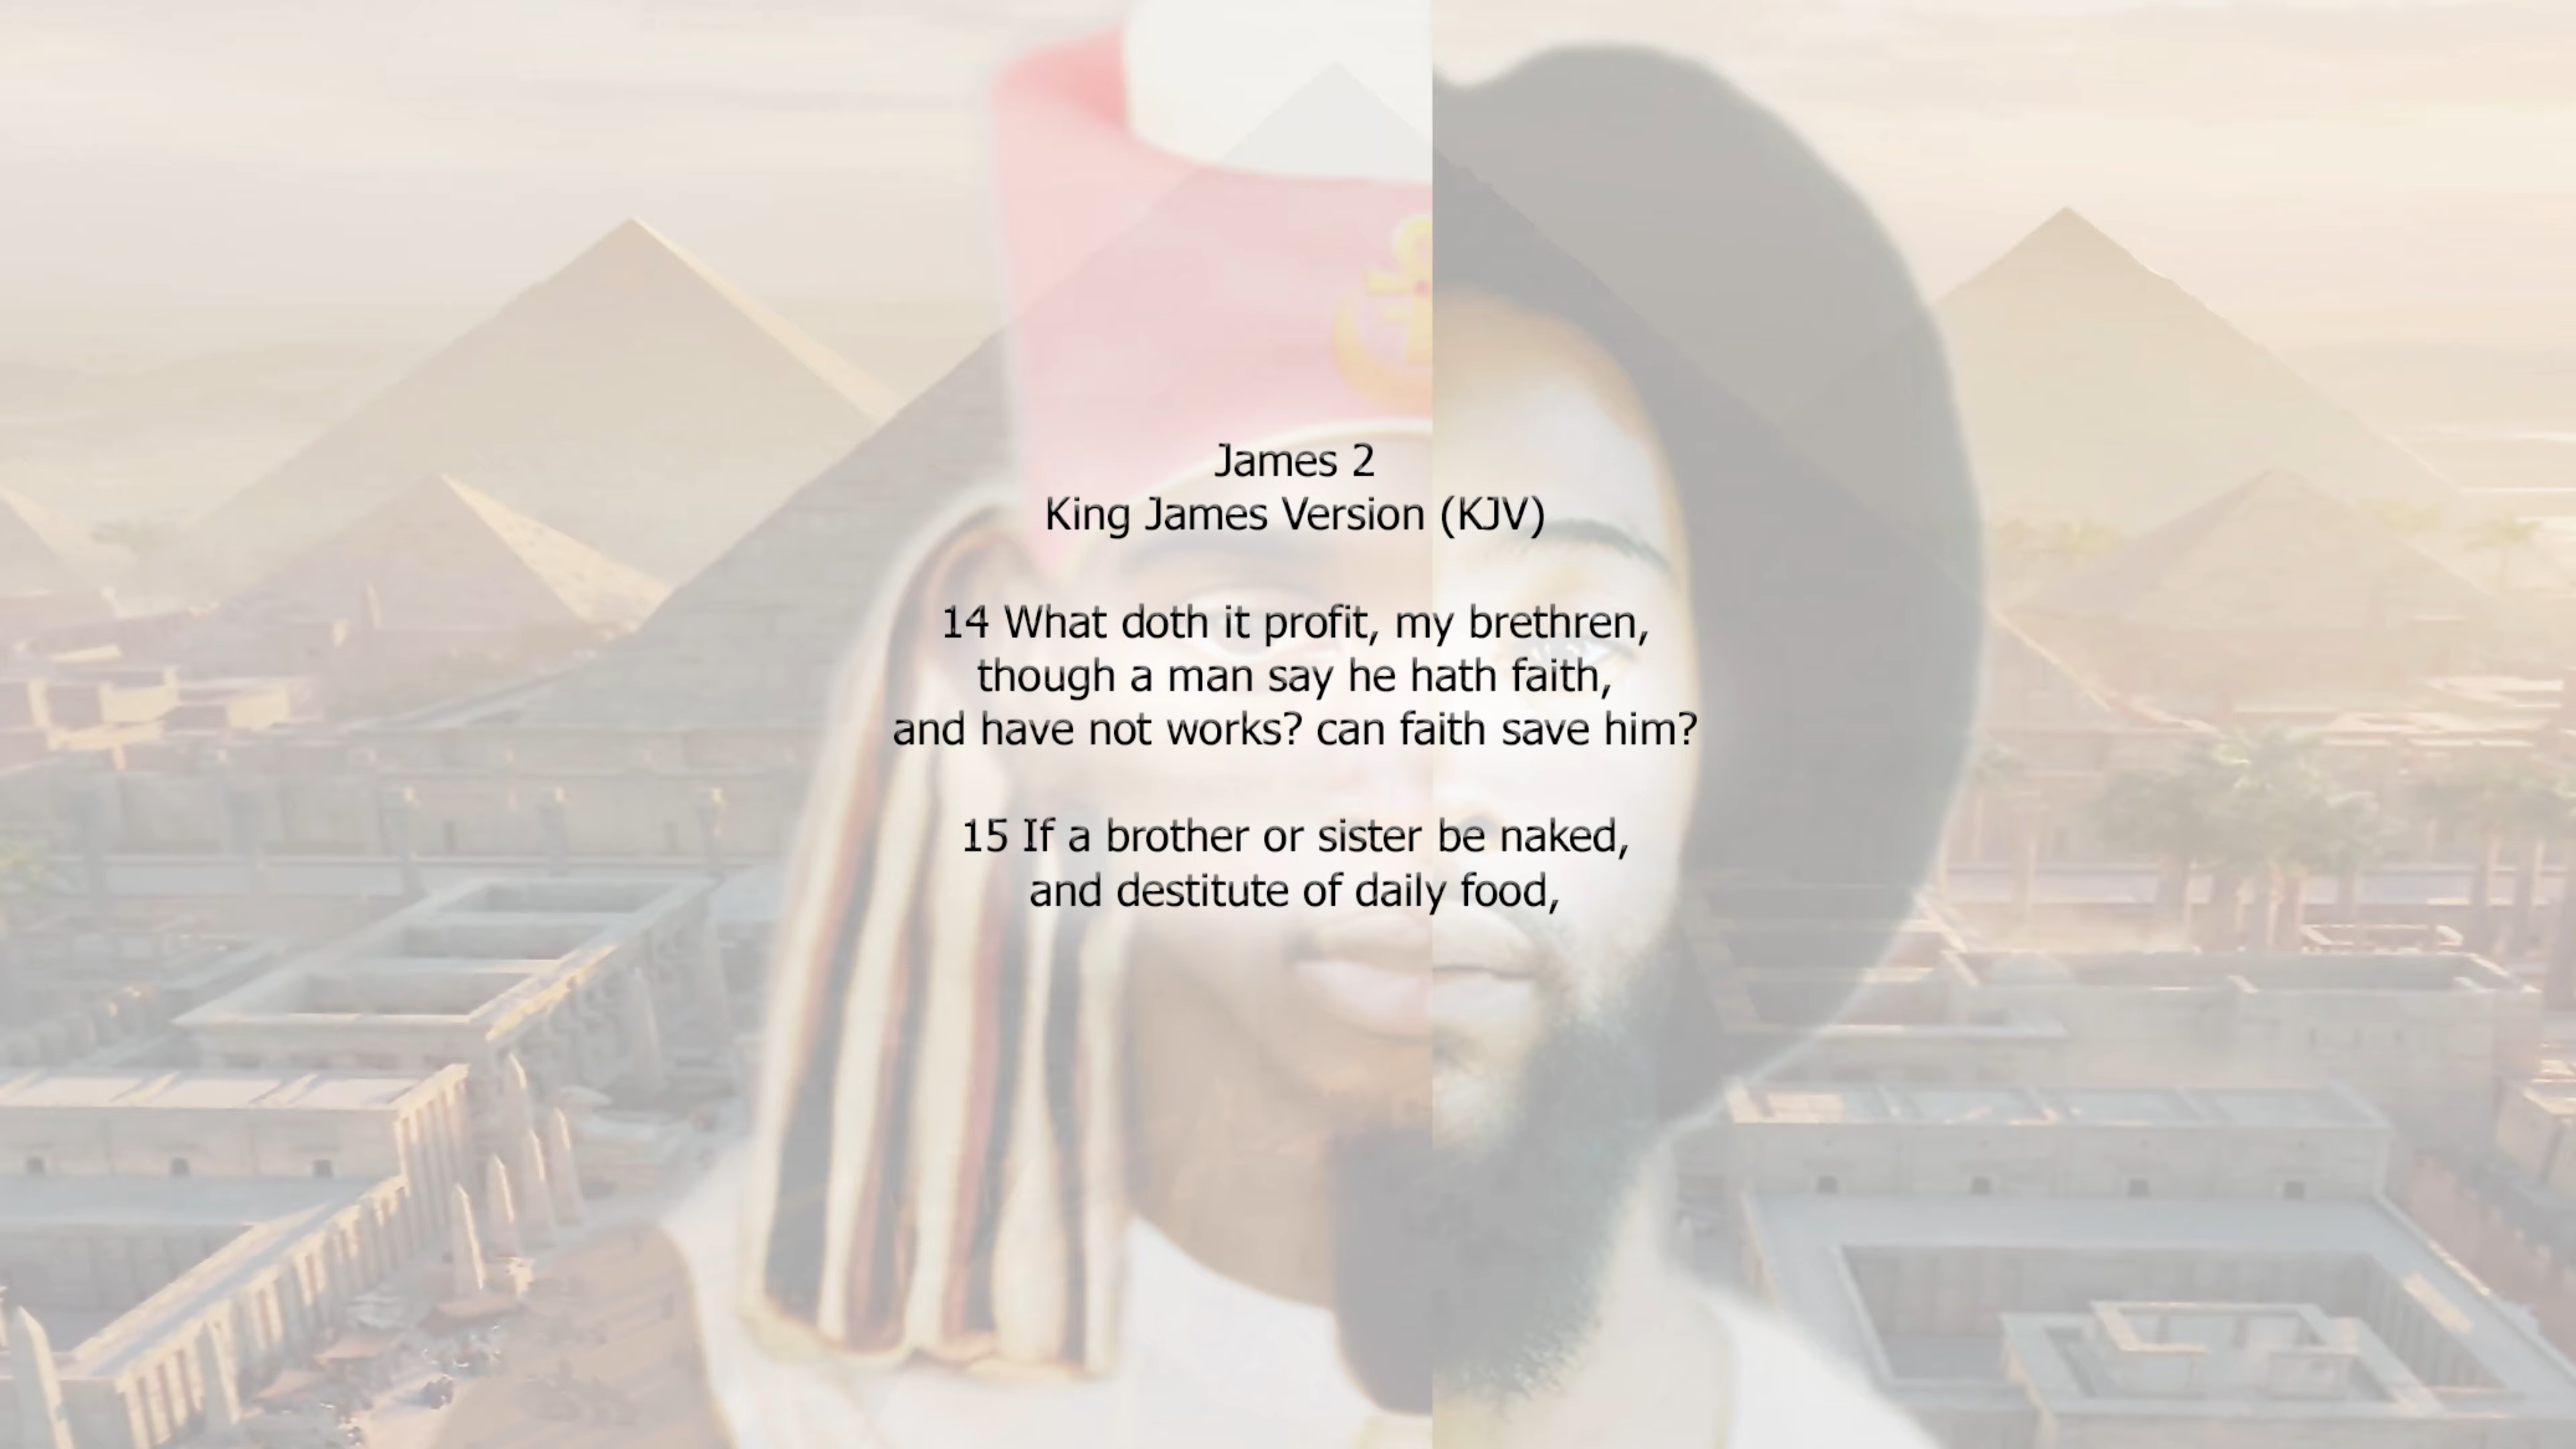 James 2
King James Version (KJV)
14 What doth it profit, my brethren,
though a man say he hath faith,
and have not works? can faith save him?
15 If a brother or sister be naked,
and destitute of daily food,